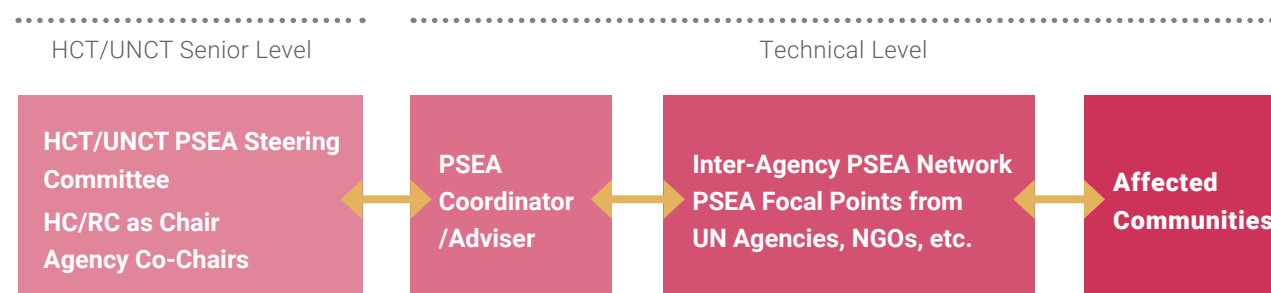 HCT/UNCT Senior Level
Technical Level
HCT/UNCT PSEA Steering
Committee
HC/RC as Chair
Agency Co-Chairs
PSEA
Coordinator
/Adviser
Inter-Agency PSEA Network
PSEA Focal Points from
UN Agencies, NGOs, etc.
Affected
Communities